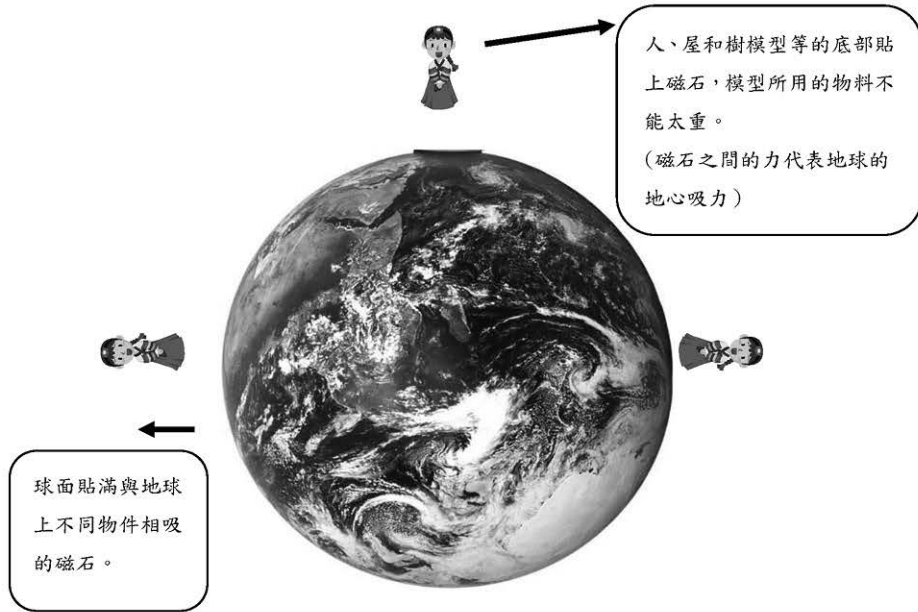 人、屋和樹模型等的底部貼
上磁石，模型所用的物料不
能太重。
(磁石之間的力代表地球的
地心吸力)
球面貼滿與地球
上不同物件相吸
的磁石。